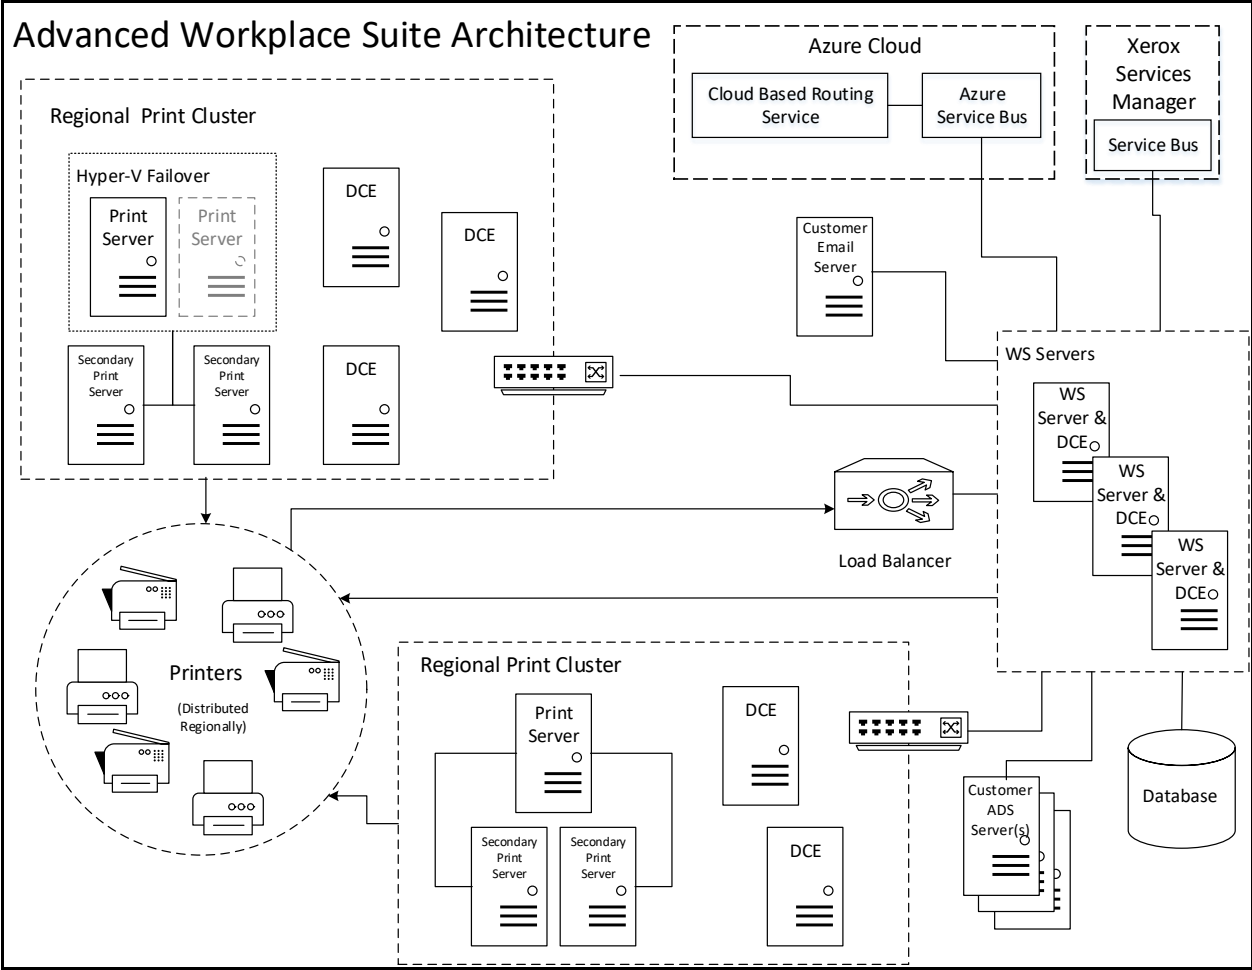 Advanced Workplace Suite Architecture
Azure Cloud
Cloud Based Routing
Service
Azure
Service Bus
Xerox
Services
Manager
Service Bus
Regional Print Cluster
Hyper-V Failover
Print
Server
Print
Server
DCE
DCE
Secondary
Print
Server
Secondary
Print
Server
DCE
Customer
Email
Server
WS Servers
WS
Server &
DCE
WS
Server &
DCE
WS
Server &
DCE
Load Balancer
Printers
(Distributed
Regionally)
Regional Print Cluster
Print
Server
DCE
Secondary
Print
Server
Secondary
Print
Server
DCE
Customer
ADS
Server(s)
Database